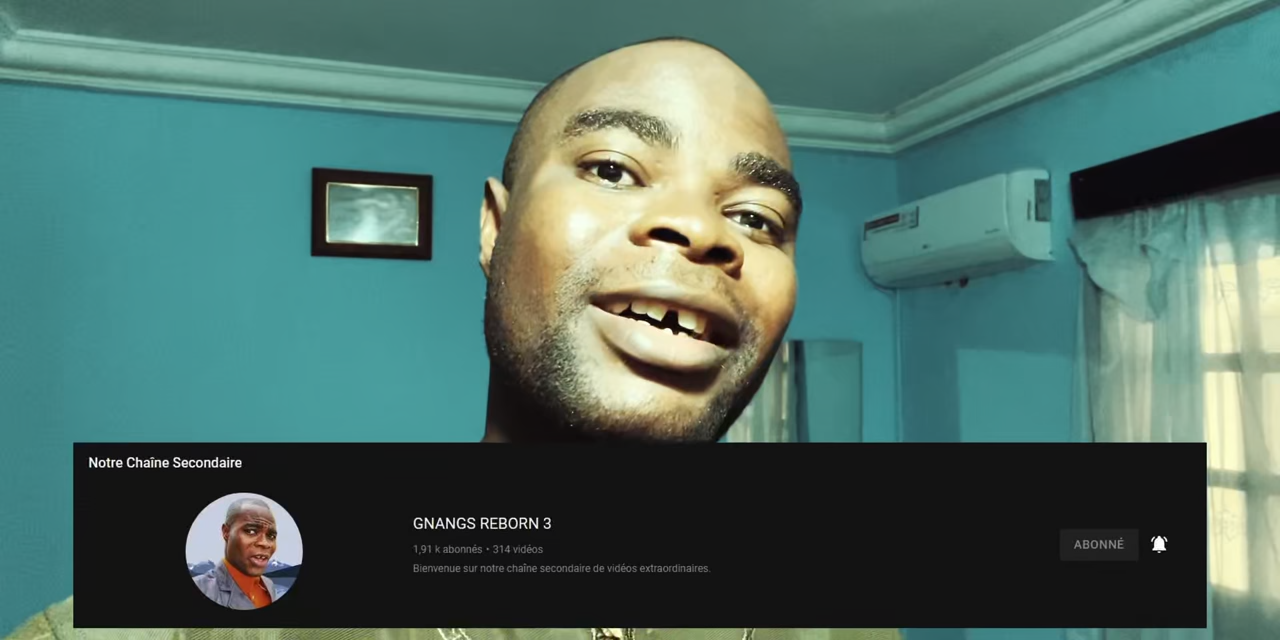 Notre Chaîne Secondaire
GNANGS REBORN 3
1,91 k abonnés • 314 vidéos
Bienvenue sur notre chaîne secondaire de vidéos extraordinaires.
ABONNÉ